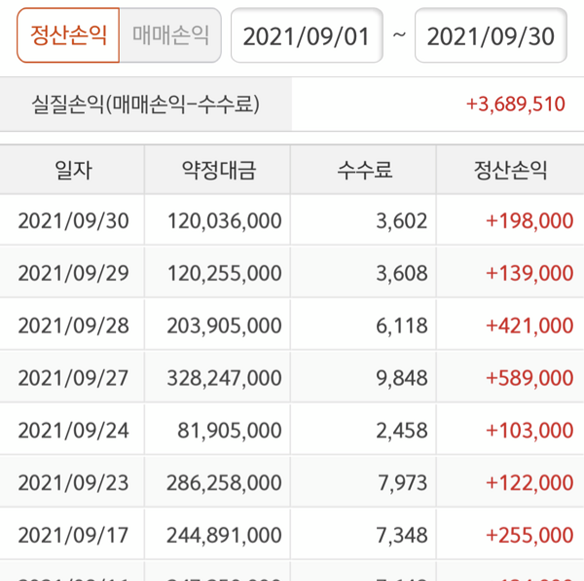 정산손익 매매손익 2021/09/01 ~ 2021/09/30
실질손익(매매손익-수수료) +3,689,510
일자 약정대금 수수료 정산손익
2021/09/30 120,036,000 3,602 +198,000
2021/09/29 120,255,000 3,608 +139,000
2021/09/28 203,905,000 6,118 +421,000
2021/09/27 328,247,000 9,848 +589,000
2021/09/24 81,905,000 2,458 +103,000
2021/09/23 286,258,000 7,973 +122,000
2021/09/17 244,891,000 7,348 +255,000